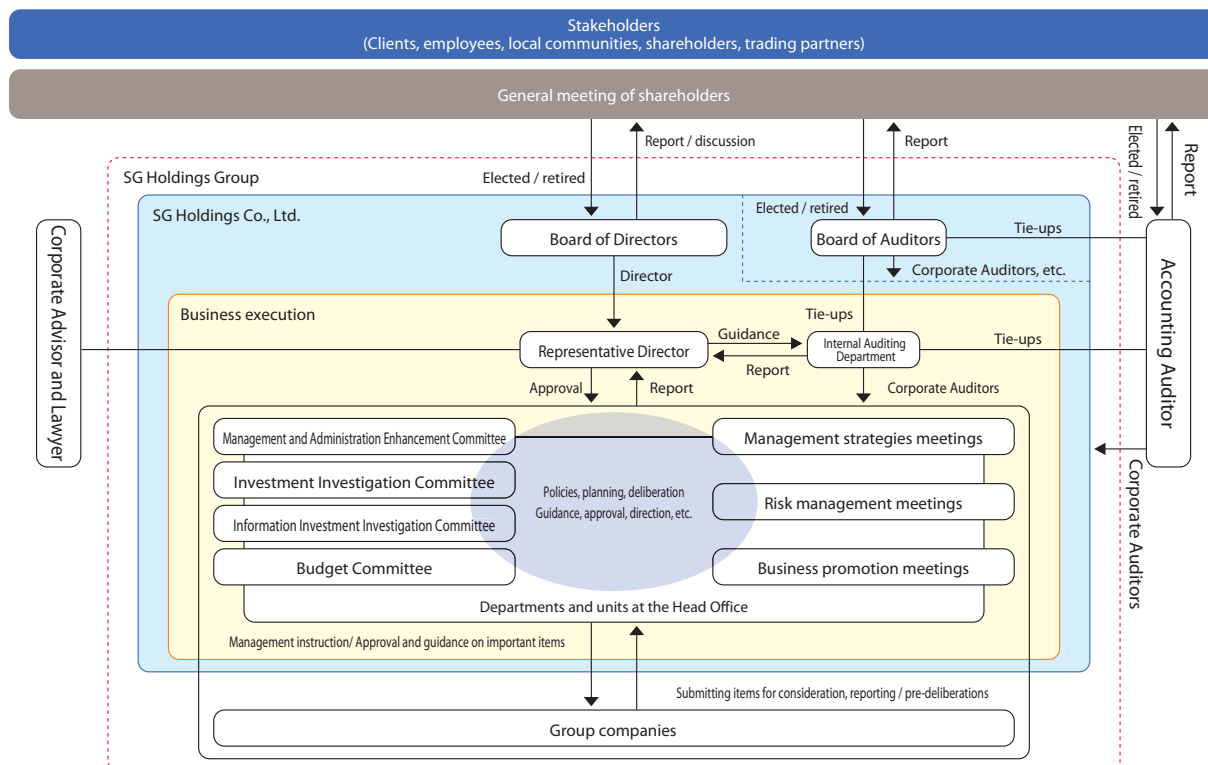 Stakeholders
(Clients, employees, local communities, shareholders, trading partners)
General meeting of shareholders
Report / discussion
Report
Elected / retired
Report
SG Holdings Group
Elected / retired
SG Holdings Co., Ltd.
Elected / retired
Board of Directors
Board of Auditors
Tie-ups
Corporate Auditors, etc.
Director
Corporate Advisor and Lawyer
Accounting Auditor
Business execution
Tie-ups
Representative Director
Guidance
Report
Internal Auditing
Department
Tie-ups
Approval
Report
Corporate Auditors
Management and Administration Enhancement Committee
Management strategies meetings
Investment Investigation Committee
Policies, planning, deliberation
Guidance, approval, direction, etc.
Risk management meetings
Information Investment Investigation Committee
Budget Committee
Business promotion meetings
Corporate Auditors
Departments and units at the Head Office
Management instruction/ Approval and guidance on important items
Submitting items for consideration, reporting / pre-deliberations
Group companies